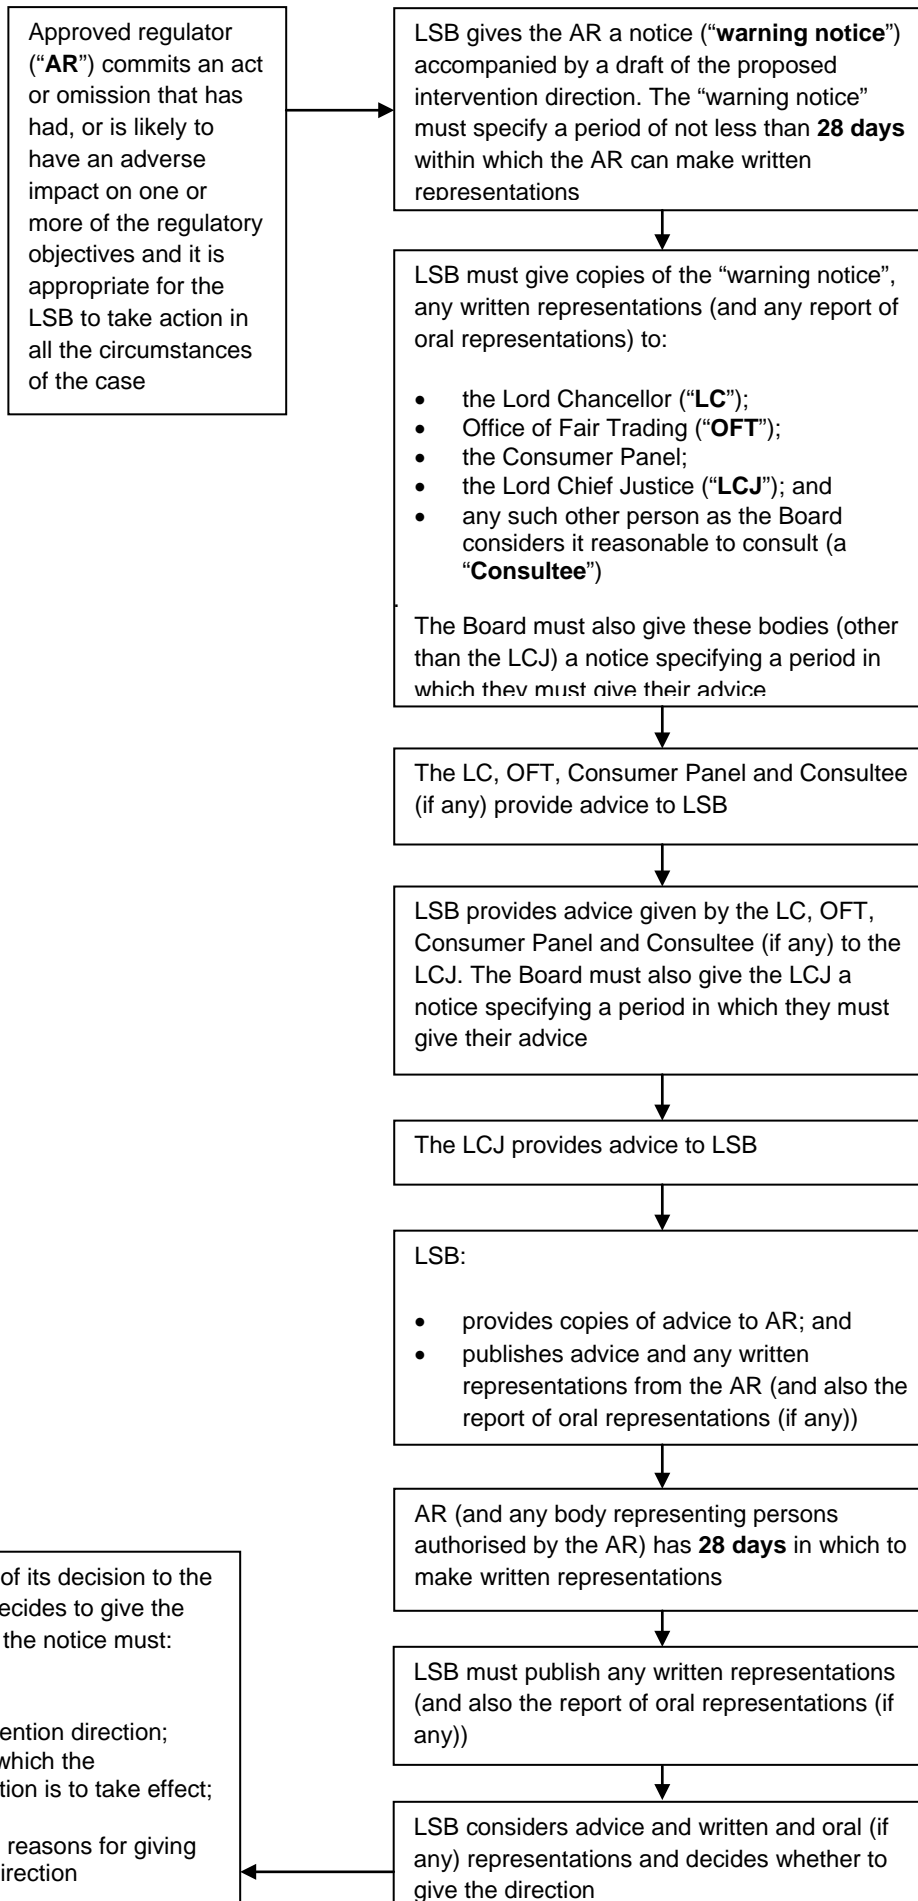 Approved regulator
(“AR”) commits an act
or omission that has
had, or is likely to
have an adverse
impact on one or
more of the regulatory
objectives and it is
appropriate for the
LSB to take action in
all the circumstances
of the case
LSB gives the AR a notice (“warning notice”)
accompanied by a draft of the proposed
intervention direction. The “warning notice”
must specify a period of not less than 28 days
within which the AR can make written
representations
LSB must give copies of the “warning notice”,
any written representations (and any report of
oral representations) to:
• the Lord Chancellor (“LC”);
• Office of Fair Trading (“OFT”);
• the Consumer Panel;
• the Lord Chief Justice (“LCJ”); and
• any such other person as the Board
considers it reasonable to consult (a
“Consultee”)
The Board must also give these bodies (other
than the LCJ) a notice specifying a period in
which they must give their advice
The LC, OFT, Consumer Panel and Consultee
(if any) provide advice to LSB
LSB provides advice given by the LC, OFT,
Consumer Panel and Consultee (if any) to the
LCJ. The Board must also give the LCJ a
notice specifying a period in which they must
give their advice
The LCJ provides advice to LSB
LSB:
• provides copies of advice to AR; and
• publishes advice and any written
representations from the AR (and also the
report of oral representations (if any))
AR (and any body representing persons
authorised by the AR) has 28 days in which to
make written representations
LSB must publish any written representations
(and also the report of oral representations (if
any))
LSB considers advice and written and oral (if
any) representations and decides whether to
give the direction
of its decision to the
ecides to give the
the notice must:
ention direction;
which the
tion is to take effect;
reasons for giving
direction